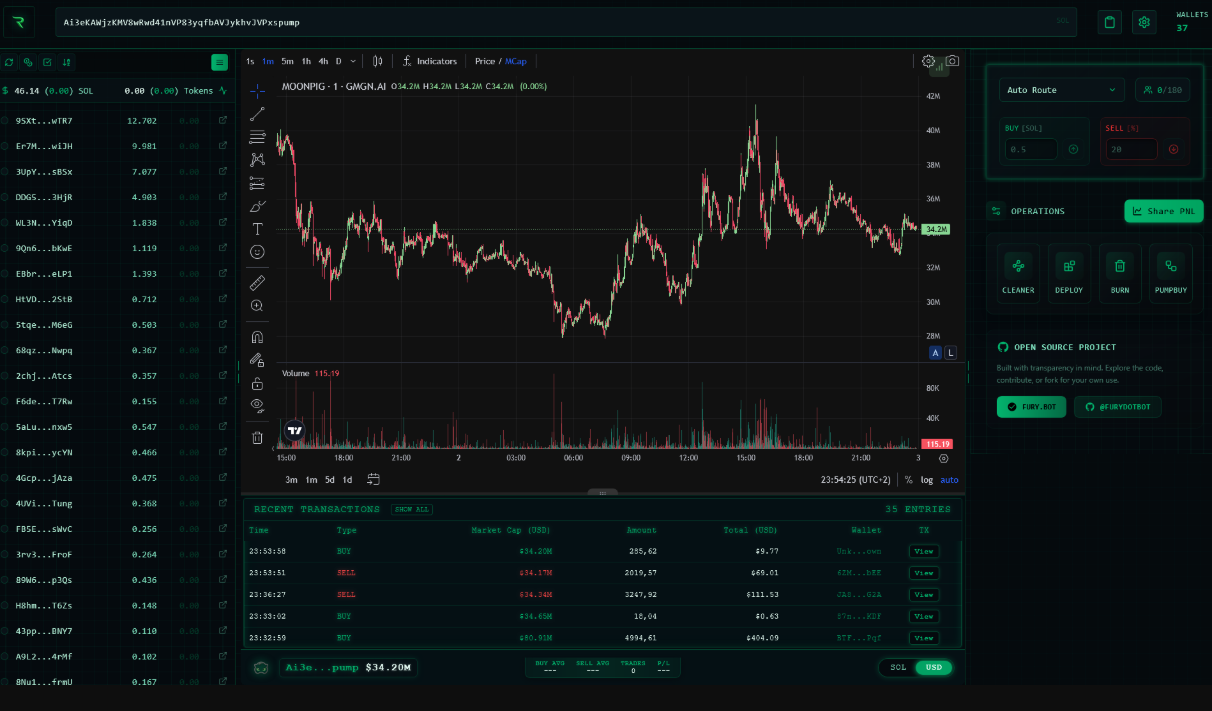 Ai3eKAWjzKMV8wRwd41nVP83yqfbAVJykhvJVPxspump SOL
WALLETS
37
$ 46.14 (0.00) SOL 0.00 (0.00) Tokens
9SXt...wTR7 12.702 0.00
Er7M...wiJH 9.981 0.00
3UpY...sBSx 7.077 0.00
DDGS...3HjR 4.903 0.00
WL3N...YiqD 1.838 0.00
9Qn6...bKwE 1.119 0.00
EBbr...eLP1 1.393 0.00
HtVD...2StB 0.712 0.00
5tqe...M6eG 0.503 0.00
68qz...Nwpq 0.367 0.00
2chj...Atcs 0.357 0.00
F6de...T7Rw 0.155 0.00
5aLu...nxwS 0.547 0.00
8kpi...ycYN 0.466 0.00
4Gcp...jAza 0.475 0.00
4UVi...Tung 0.368 0.00
FB5E...sWvC 0.256 0.00
3rv3...FroF 0.264 0.00
89W6...p3Qs 0.436 0.00
H8hm...T6Zs 0.148 0.00
43pp...BNY7 0.110 0.00
A9L2...4rMf 0.102 0.00
8Nu1...frmU 0.167 0.00
1s 1m 5m 1h 4h D Indicators Price / MCap
MOONPIG · 1 · GMGN.AI O34.2M H34.2M L34.2M C34.2M (0.00%)
42M
40M
38M
36M
34.2M
32M
30M
28M
A L
Volume 115.19
80K
40K
115.19
15:00 18:00 21:00 2 03:00 06:00 09:00 12:00 15:00 18:00 21:00 3
3m 1m 5d 1d 23:54:25 (UTC+2) % log auto
RECENT TRANSACTIONS SHOW ALL 35 ENTRIES
Time Type Market Cap (USD) Amount Total (USD) Wallet TX
23:53:58 BUY $34.20M 285,62 $9.77 Unk...own View
23:53:51 SELL $34.17M 2019,57 $69.01 6ZM...bEE View
23:36:27 SELL $34.34M 3247,92 $111.53 CA8...G2A View
23:33:02 BUY $34.65M 18,04 $0.63 87n...KDF View
23:32:59 BUY $80.91M 4994,61 $404.09 BTF...Pqf View
Ai3e...pump $34.20M
BUY AVG SELL AVG TRADES P/L
--- --- 0 ---
SOL USD
Auto Route 0/180
BUY [SOL] SELL [%]
0.5 20
OPERATIONS Share PNL
CLEANER DEPLOY BURN PUMPBUY
OPEN SOURCE PROJECT
Built with transparency in mind. Explore the code,
contribute, or fork for your own use.
FURY.BOT @FURYDOTBOT